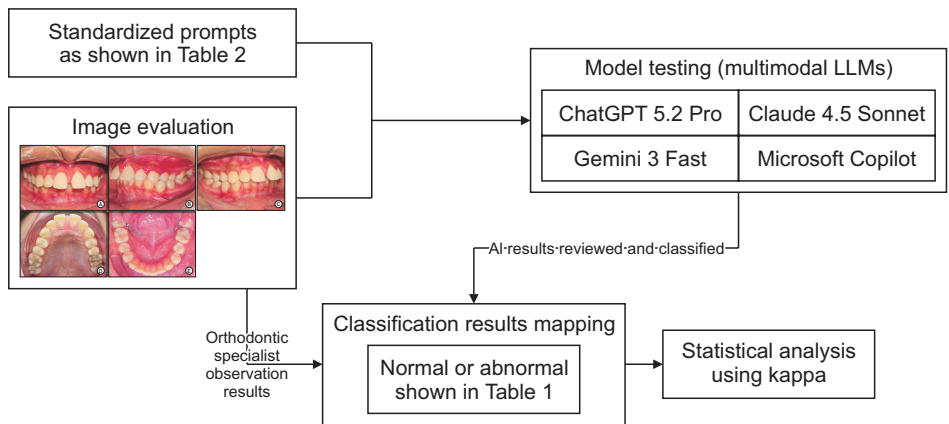 Standardized prompts
as shown in Table 2
Image evaluation
A
B
C
D
E
Model testing (multimodal LLMs)
ChatGPT 5.2 Pro
Claude 4.5 Sonnet
Gemini 3 Fast
Microsoft Copilot
AI-results-reviewed-and-classified
Orthodontic
specialist
observation
results
Classification results mapping
Normal or abnormal
shown in Table 1
Statistical analysis
using kappa